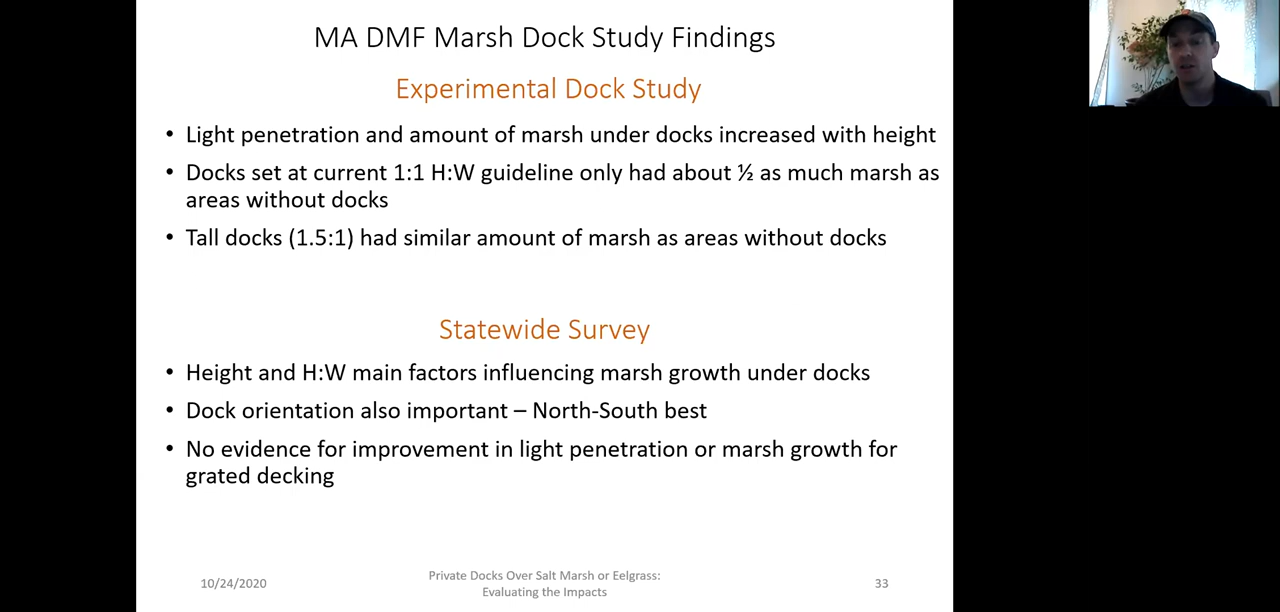 MA DMF Marsh Dock Study Findings
Experimental Dock Study
• Light penetration and amount of marsh under docks increased with height
• Docks set at current 1:1 H:W guideline only had about ½ as much marsh as
areas without docks
• Tall docks (1.5:1) had similar amount of marsh as areas without docks
Statewide Survey
• Height and H:W main factors influencing marsh growth under docks
• Dock orientation also important – North-South best
• No evidence for improvement in light penetration or marsh growth for
grated decking
10/24/2020
Private Docks Over Salt Marsh or Eelgrass:
Evaluating the Impacts
33